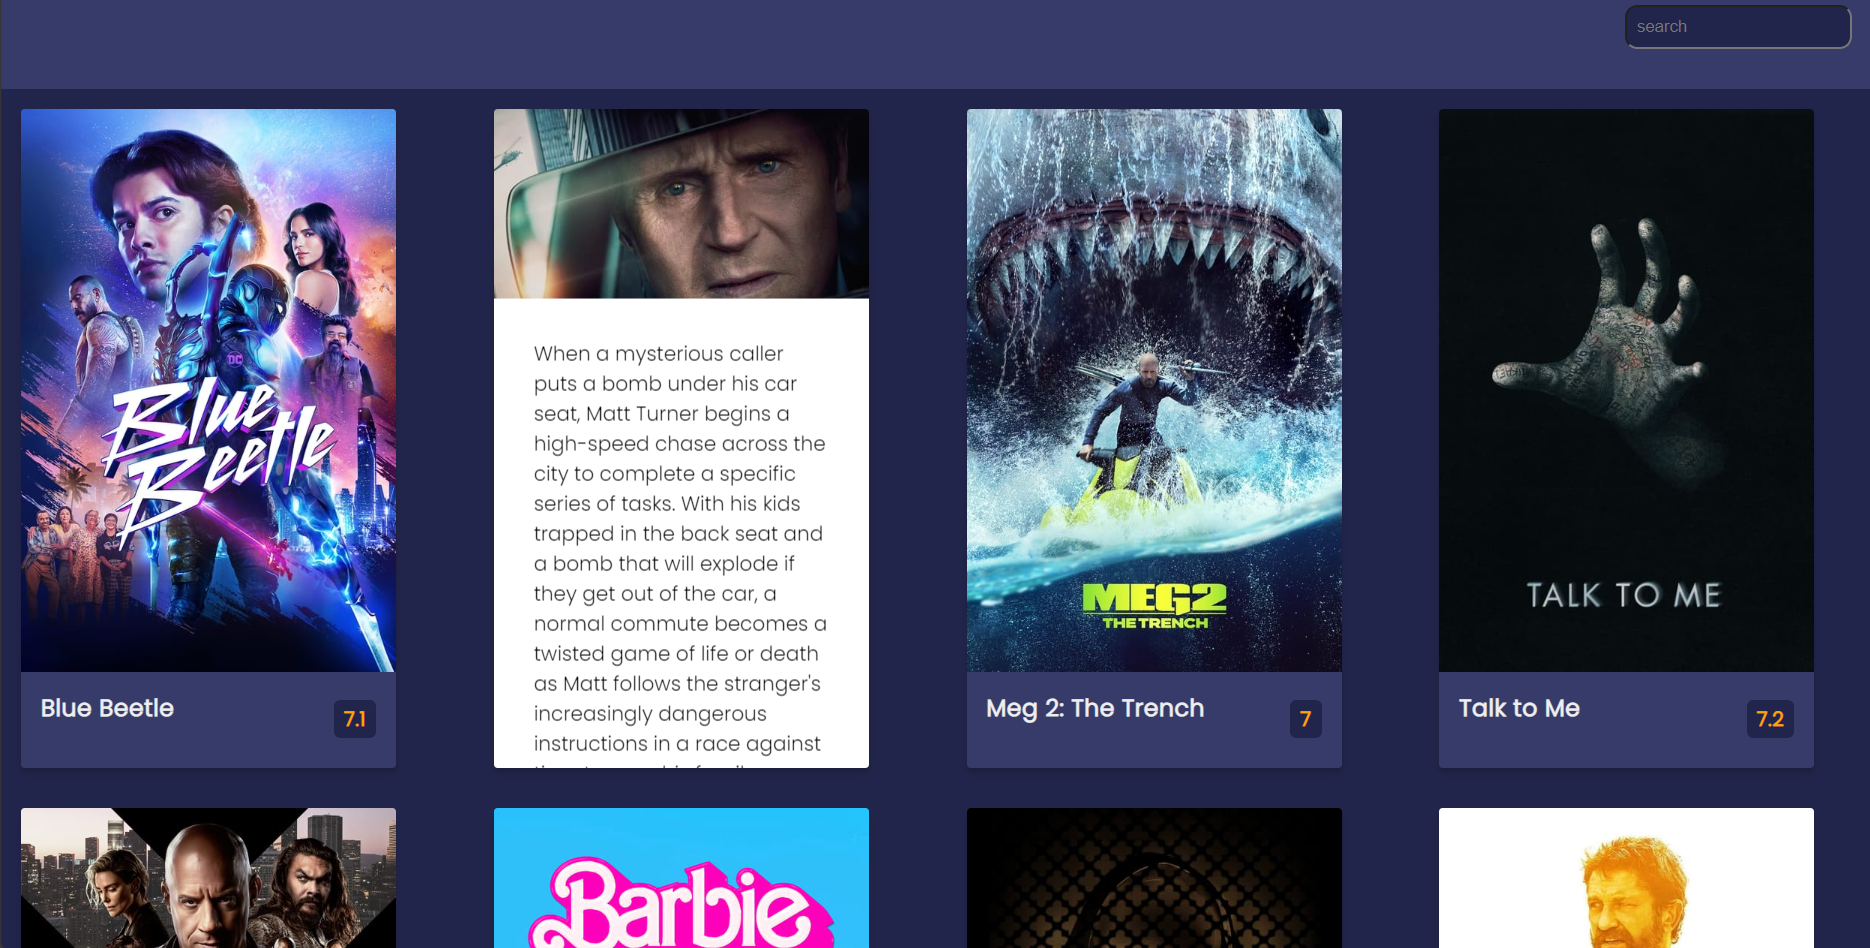 search
DC
Blue
Beetle
Blue Beetle
7.1
When a mysterious caller
puts a bomb under his car
seat, Matt Turner begins a
high-speed chase across the
city to complete a specific
series of tasks. With his kids
trapped in the back seat and
a bomb that will explode if
they get out of the car, a
normal commute becomes a
twisted game of life or death
as Matt follows the stranger's
increasingly dangerous
instructions in a race against
MEG2
THE TRENCH
Meg 2: The Trench
7
TALK TO ME
Talk to Me
7.2
Barbie